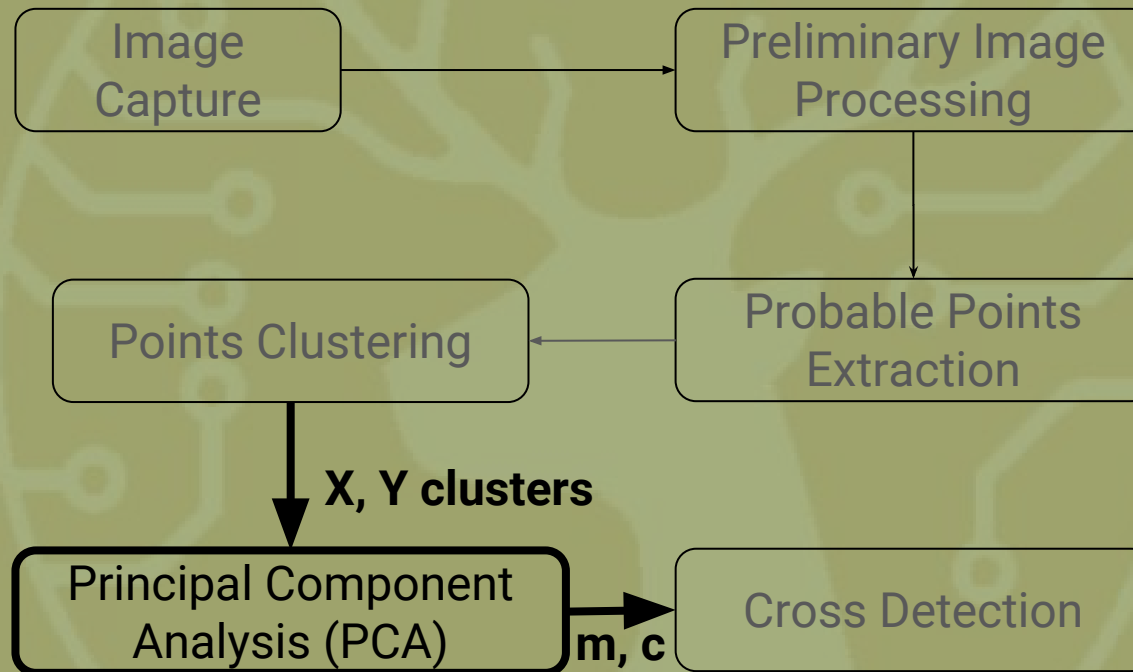 Image
Capture
Preliminary Image
Processing
Probable Points
Extraction
Points Clustering
X, Y clusters
Principal Component
Analysis (PCA)
m, c
Cross Detection